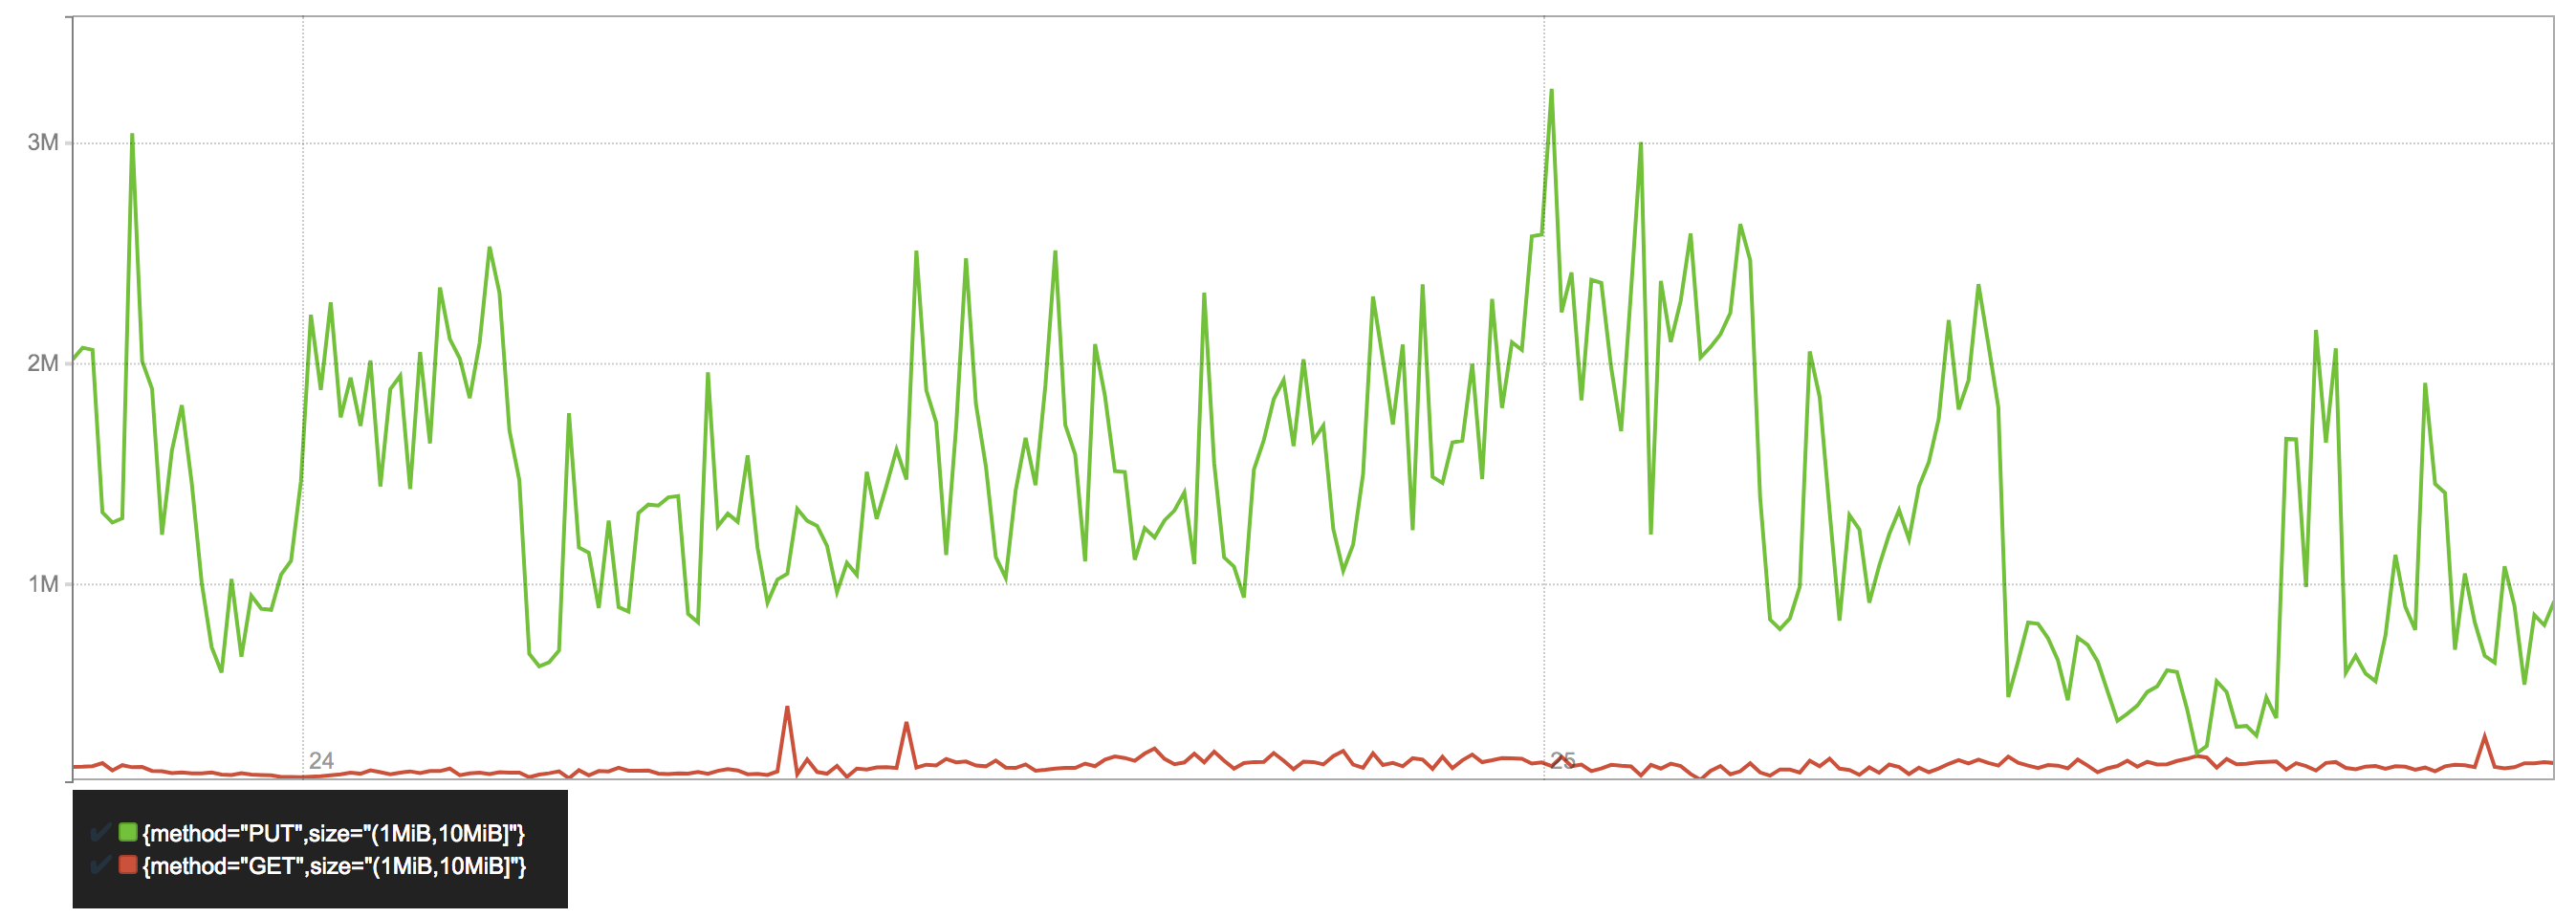 3M
2M
1M
24
25
{method="PUT",size="(1MiB,10MiB]"}
{method="GET",size="(1MiB,10MiB]"}